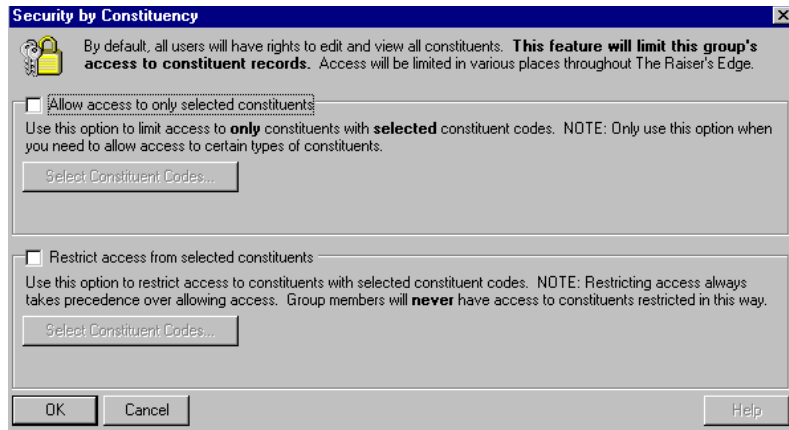 Security by Constituency
By default, all users will have rights to edit and view all constituents. This feature will limit this group's
access to constituent records. Access will be limited in various places throughout The Raiser's Edge.
Allow access to only selected constituents
Use this option to limit access to only constituents with selected constituent codes. NOTE: Only use this option when
you need to allow access to certain types of constituents.
Select Constituent Codes...
Restrict access from selected constituents
Use this option to restrict access to constituents with selected constituent codes. NOTE: Restricting access always
takes precedence over allowing access. Group members will never have access to constituents restricted in this way.
Select Constituent Codes...
OK Cancel Help